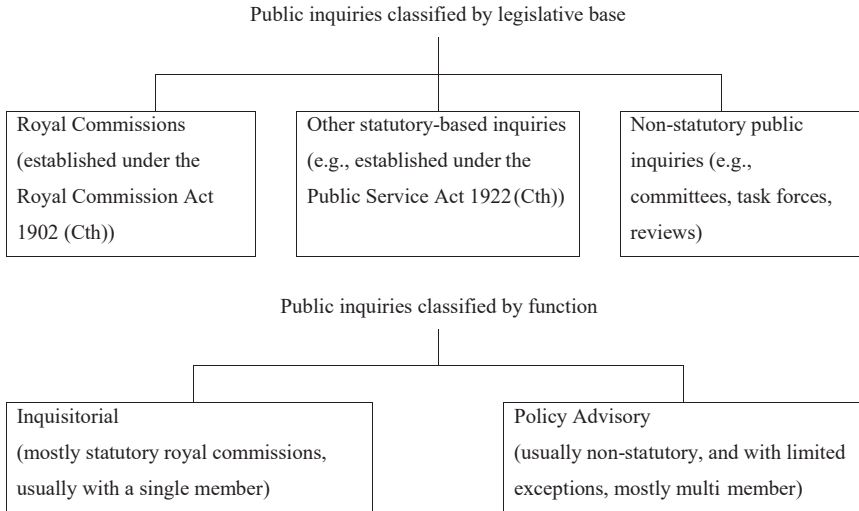 Public inquiries classified by legislative base
Royal Commissions
(established under the
Royal Commission Act
1902 (Cth))
Other statutory-based inquiries
(e.g., established under the
Public Service Act 1922 (Cth))
Non-statutory public
inquiries (e.g.,
committees, task forces,
reviews)
Public inquiries classified by function
Inquisitorial
(mostly statutory royal commissions,
usually with a single member)
Policy Advisory
(usually non-statutory, and with limited
exceptions, mostly multi member)